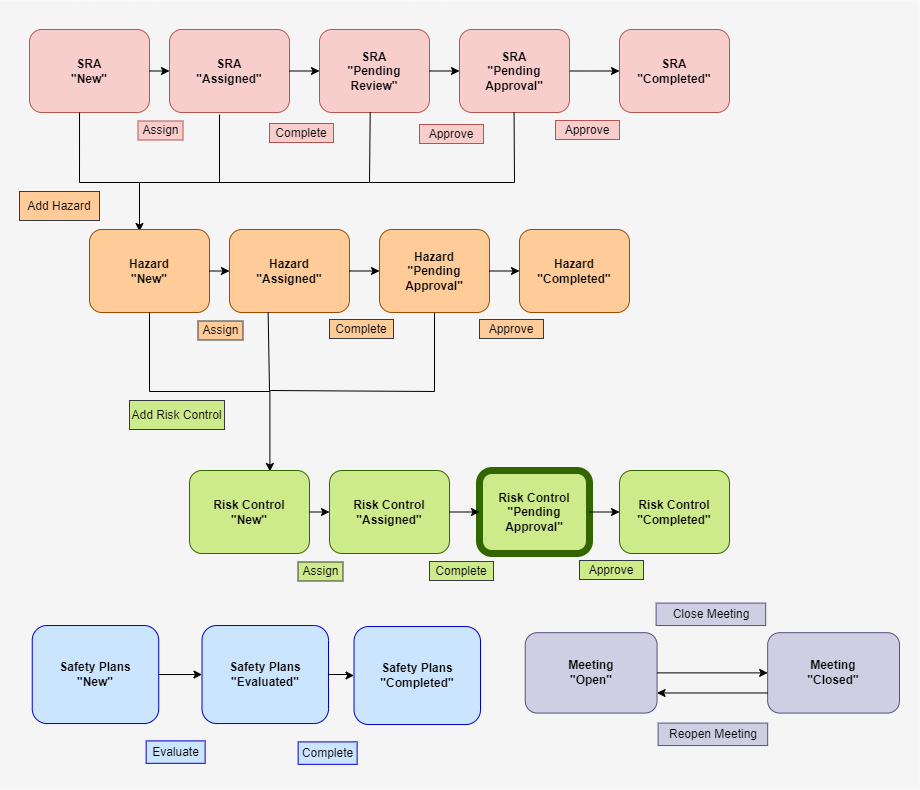 SRA
"New"
SRA
"Assigned"
SRA
"Pending
Review"
SRA
"Pending
Approval"
SRA
"Completed"
Assign
Complete
Approve
Approve
Add Hazard
Hazard
"New"
Hazard
"Assigned"
Hazard
"Pending
Approval"
Hazard
"Completed"
Assign
Complete
Approve
Add Risk Control
Risk Control
"New"
Risk Control
"Assigned"
Risk Control
"Pending
Approval"
Risk Control
"Completed"
Assign
Complete
Approve
Safety Plans
"New"
Safety Plans
"Evaluated"
Safety Plans
"Completed"
Evaluate
Complete
Close Meeting
Meeting
"Open"
Meeting
"Closed"
Reopen Meeting